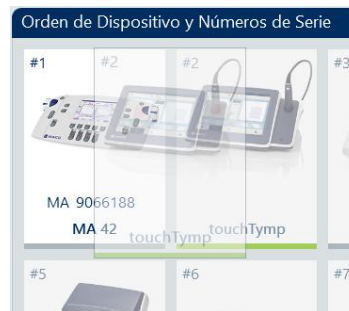 Orden de Dispositivo y Números de Serie
#1 #2 #2 #3
MA 9066188
MA 42 touchTymp touchTymp
#5 #6 #7